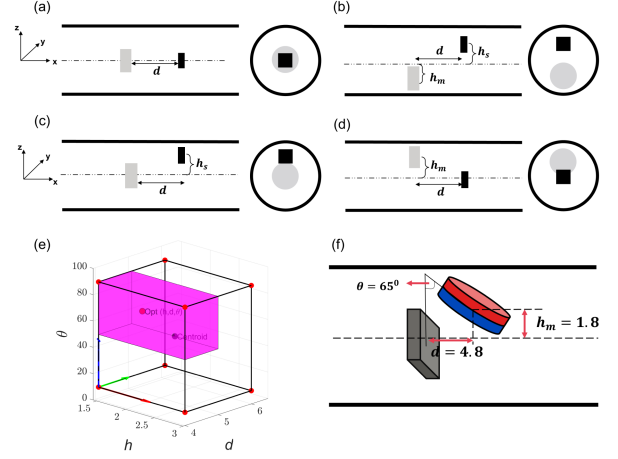 (a)
z
y
x
d
(b)
d
h_s
h_m
(c)
z
y
x
h_s
d
(d)
h_m
d
(e)
100
80
60
40
20
0
θ
Opt (h,d,θ)
Centroid
1.5
2
2.5
3
h
4
5
6
d
(f)
θ = 65⁰
h_m = 1.8
d = 4.8